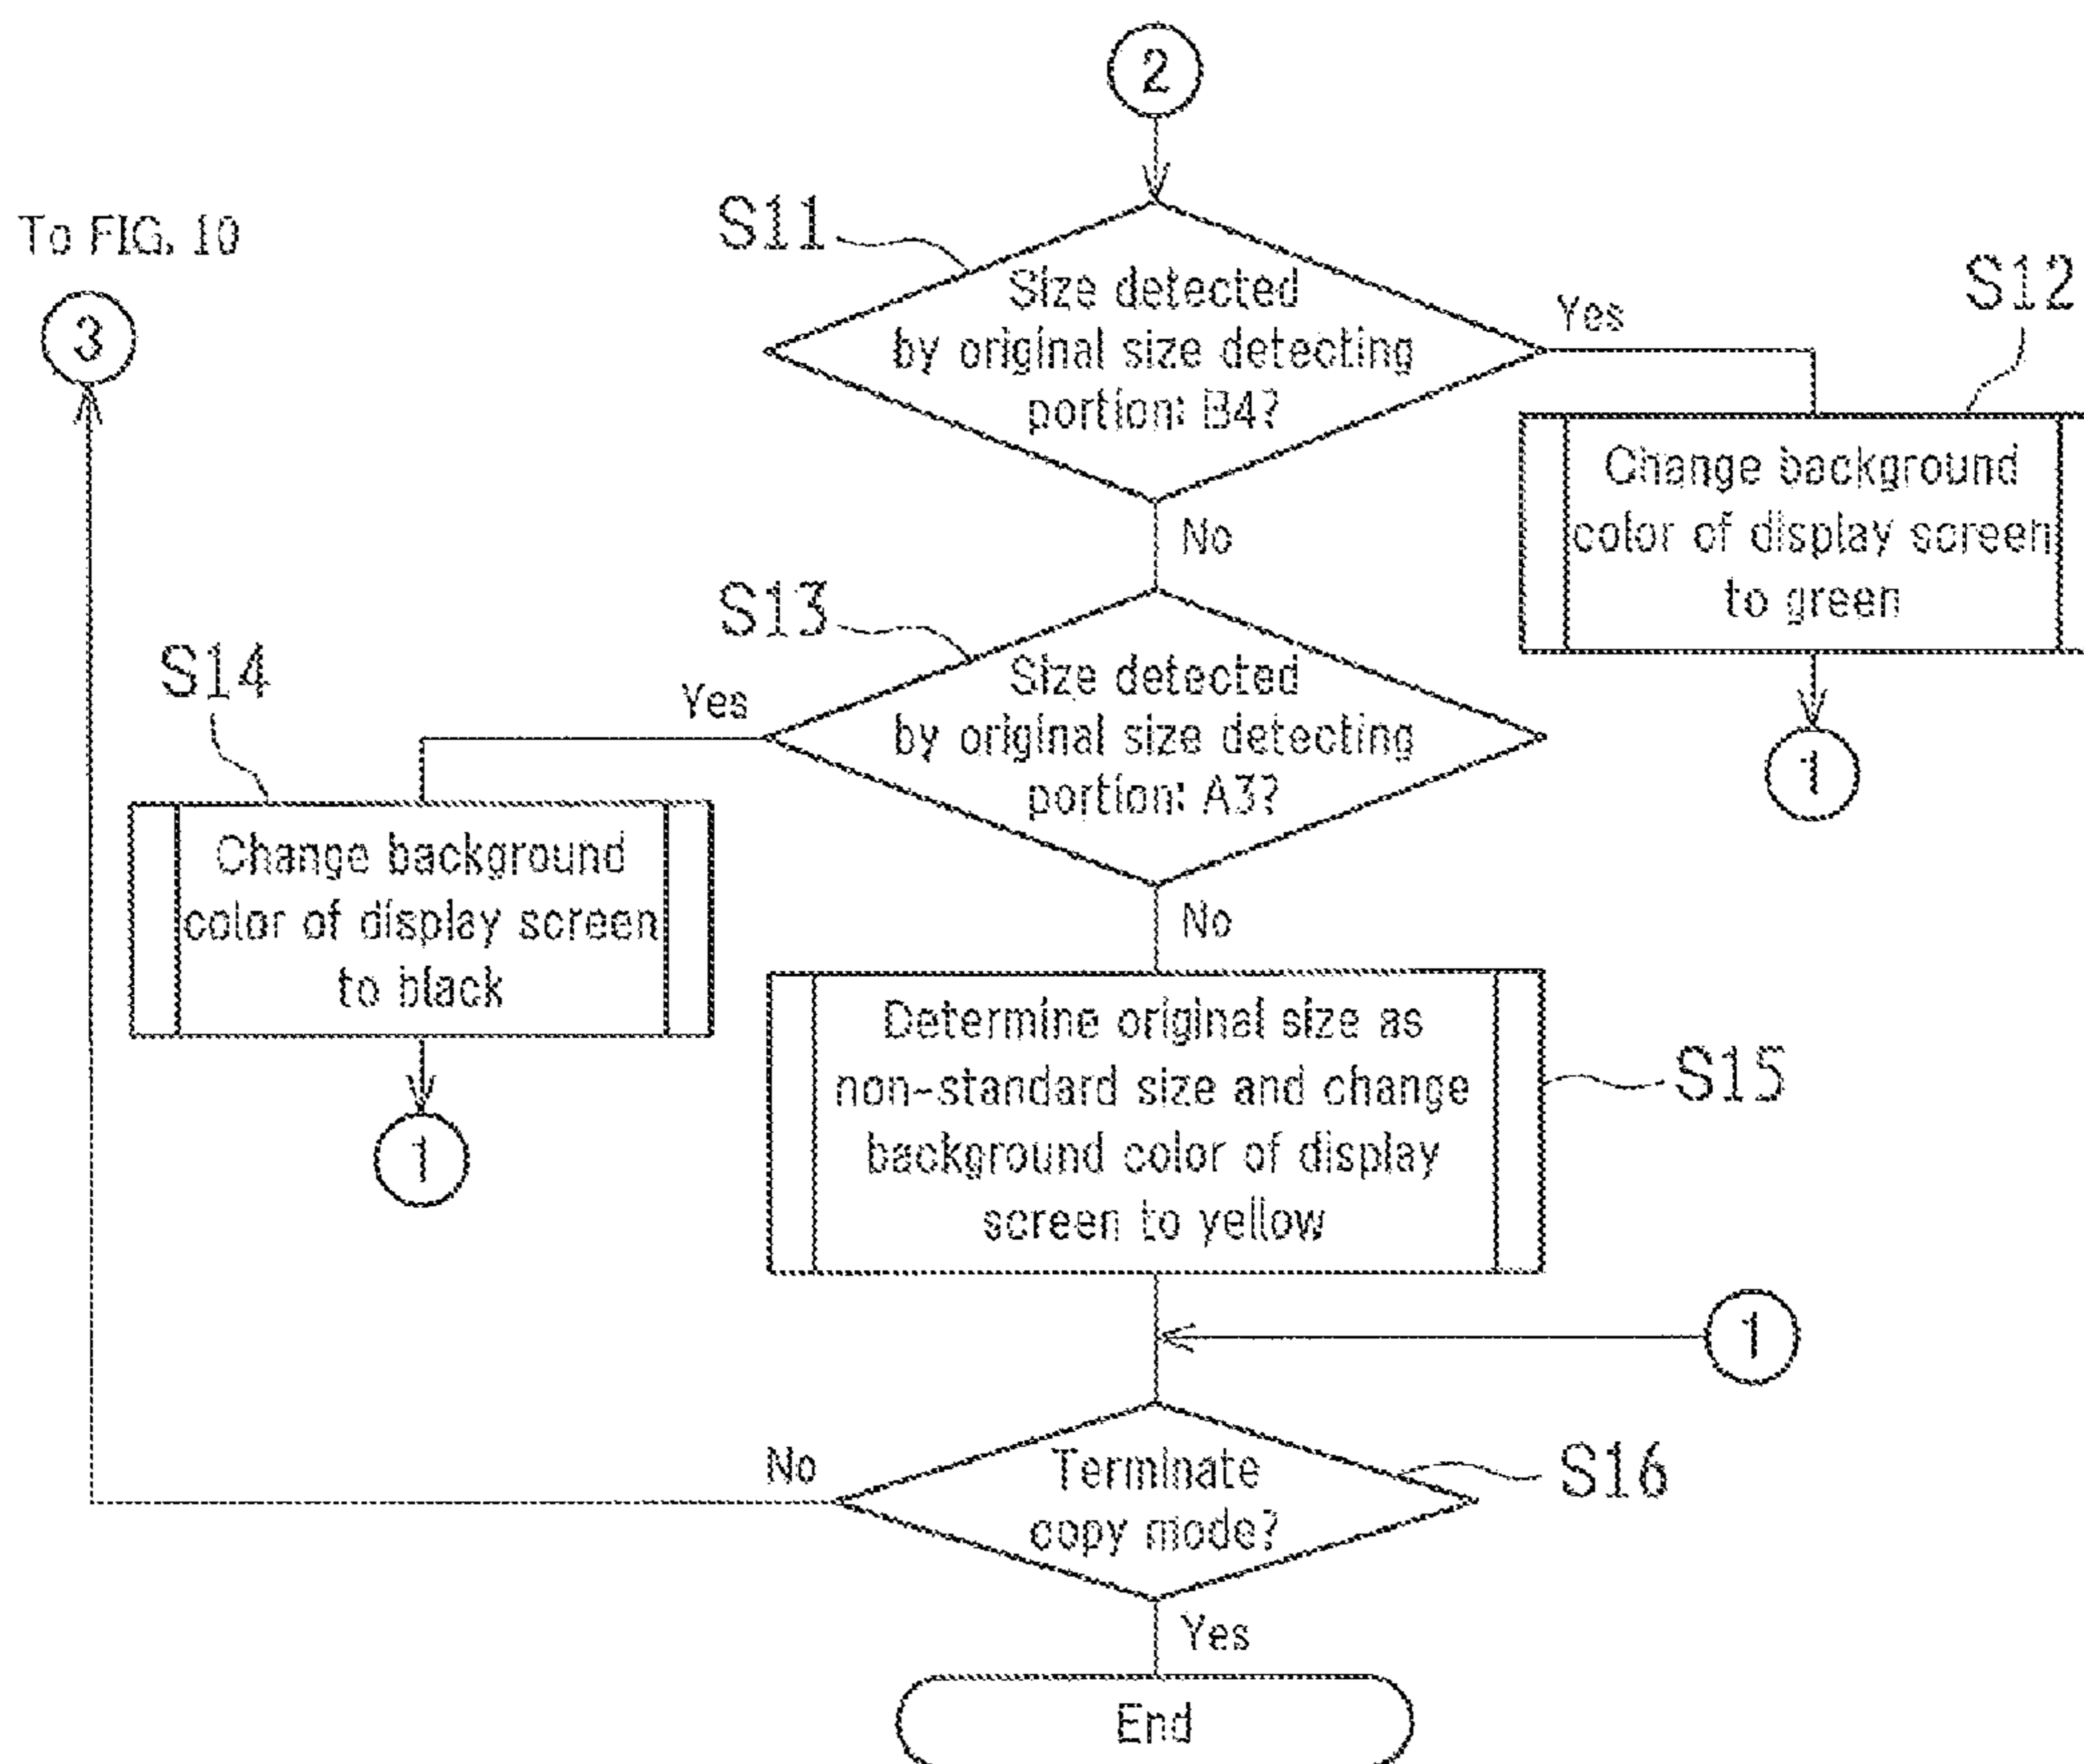 2
S11
To FIG. 10
3
Size detected
by original size detecting
portion: B4?
Yes
S12
Change background
color of display screen
to green
1
No
S13
Size detected
by original size detecting
portion: A3?
Yes
S14
Change background
color of display screen
to black
1
No
Determine original size as
non-standard size and change
background color of display
screen to yellow
S15
1
No
Terminate
copy mode?
S16
Yes
End